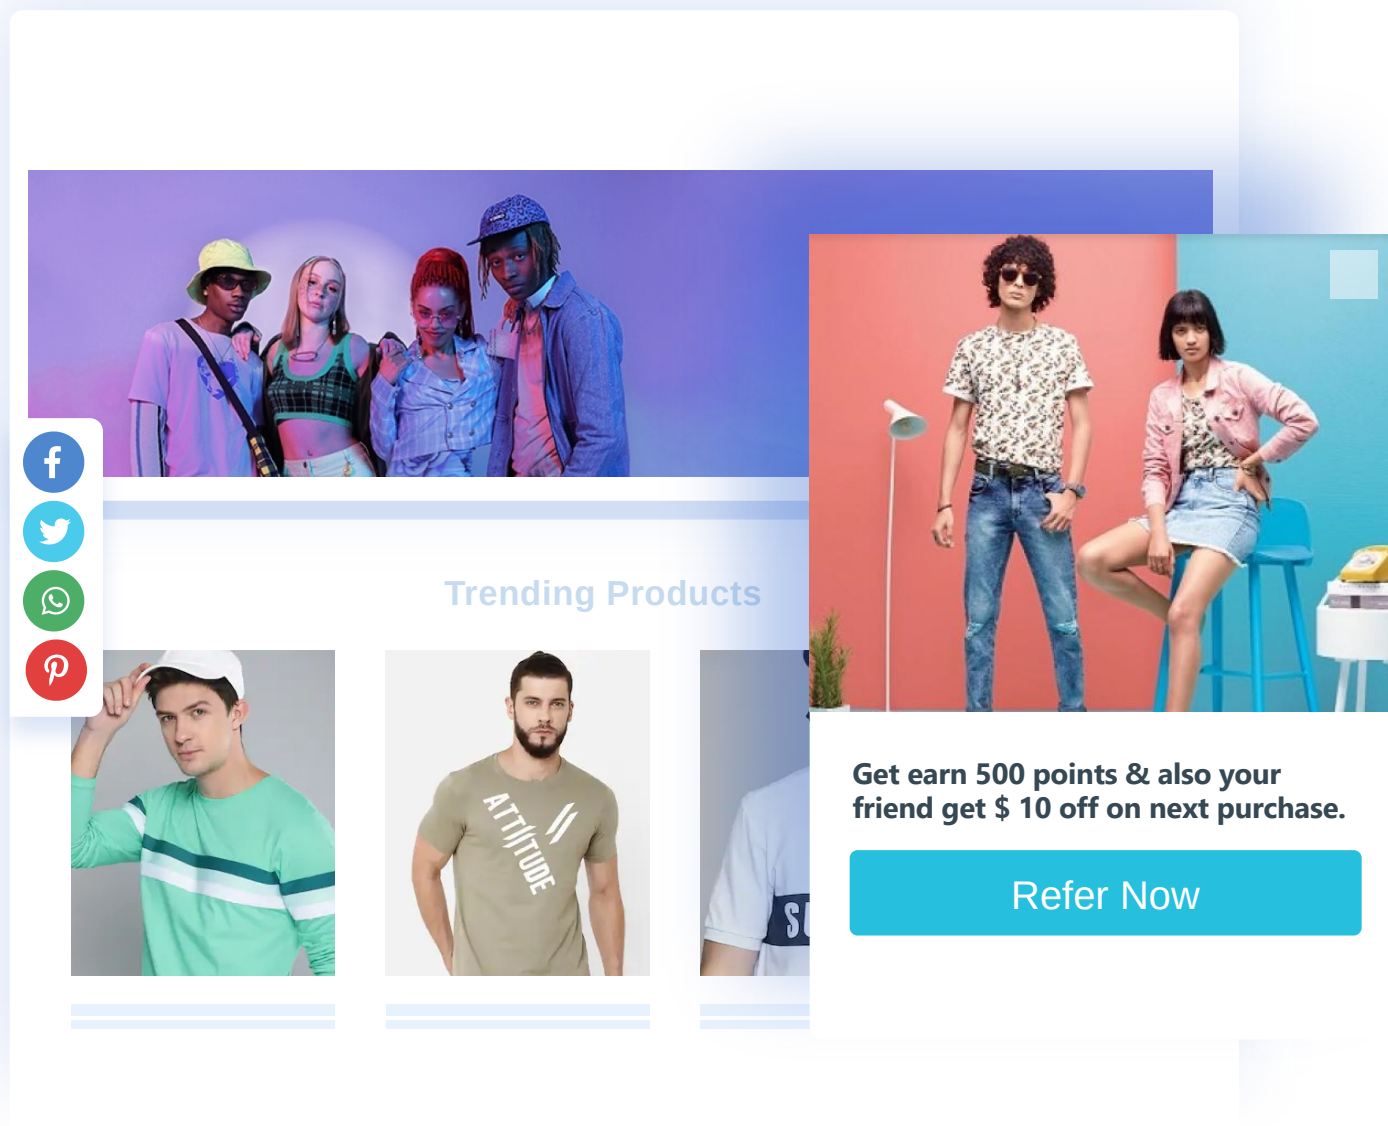 Trending Products
ATTITUDE
Get earn 500 points & also your
friend get $ 10 off on next purchase.
Refer Now